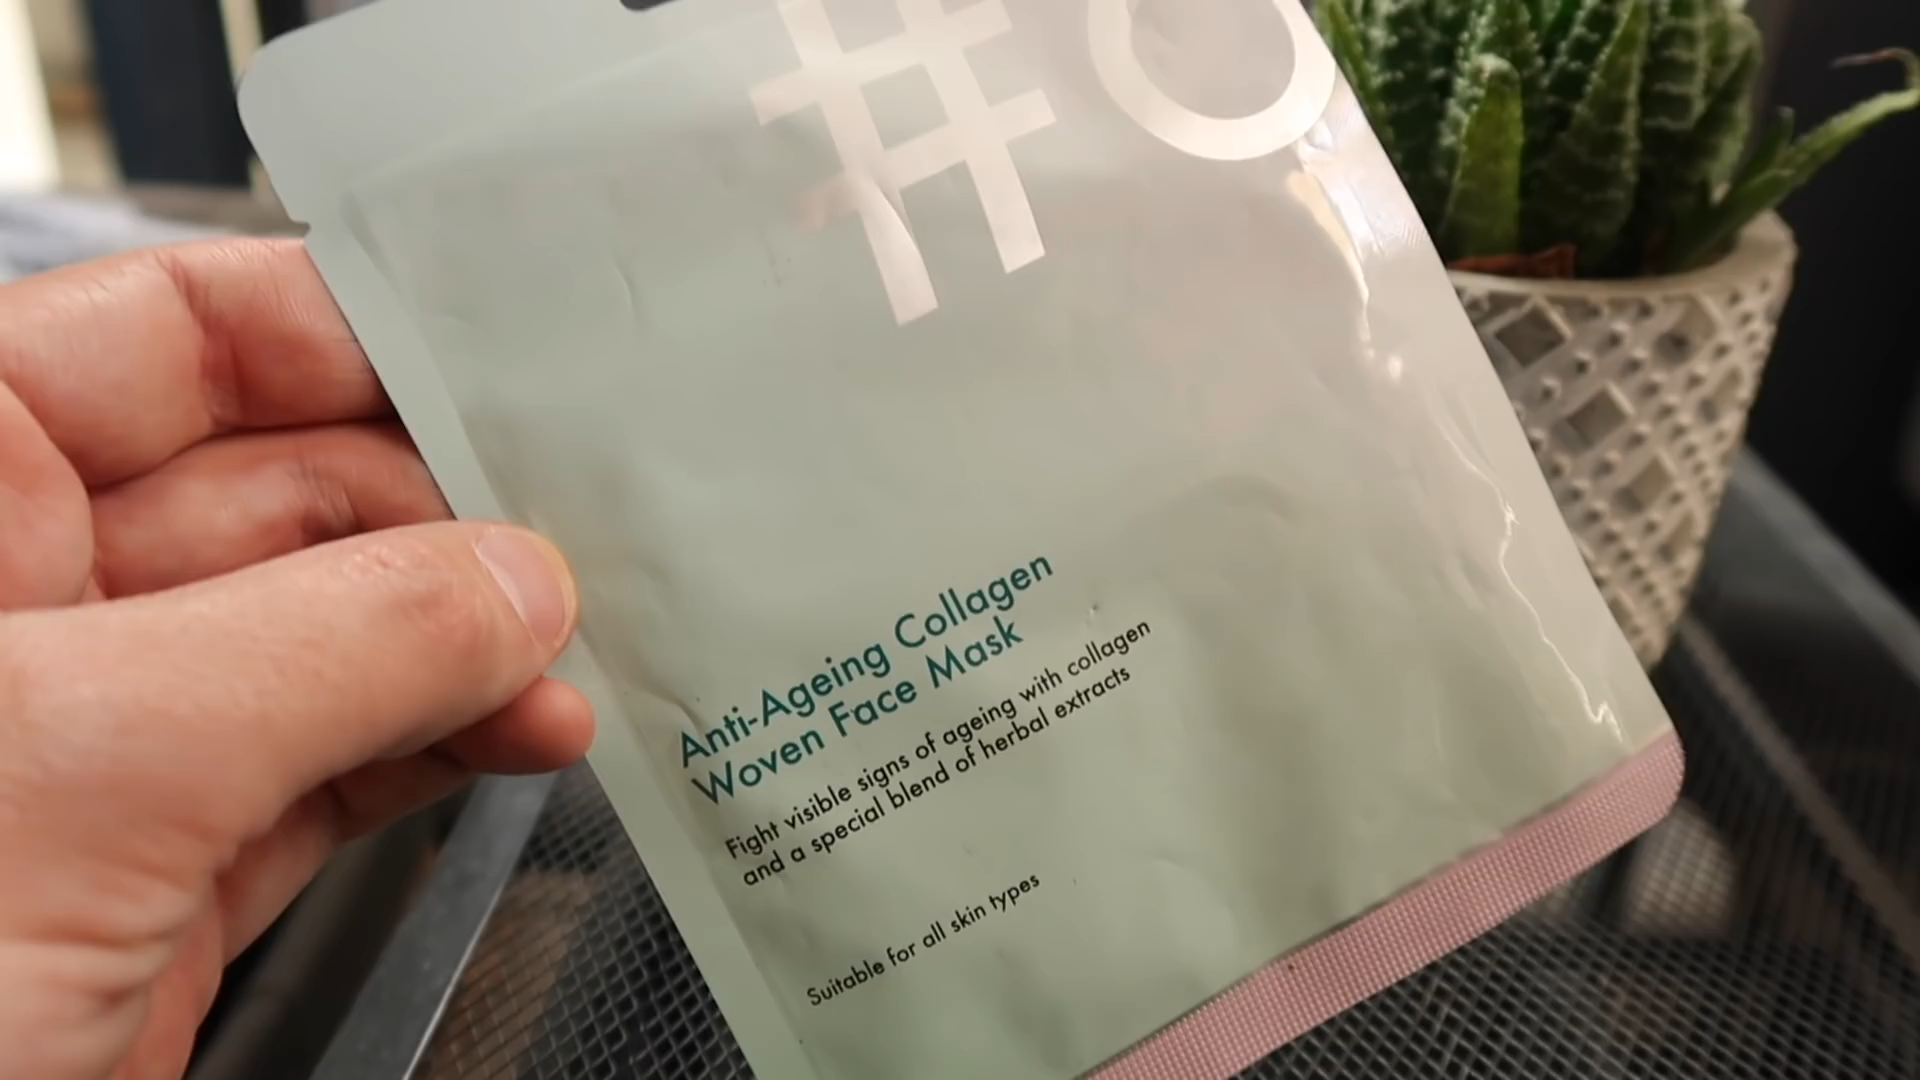 #
Anti-Ageing Collagen
Woven Face Mask
Fight visible signs of ageing with collagen
and a special blend of herbal extracts
Suitable for all skin types